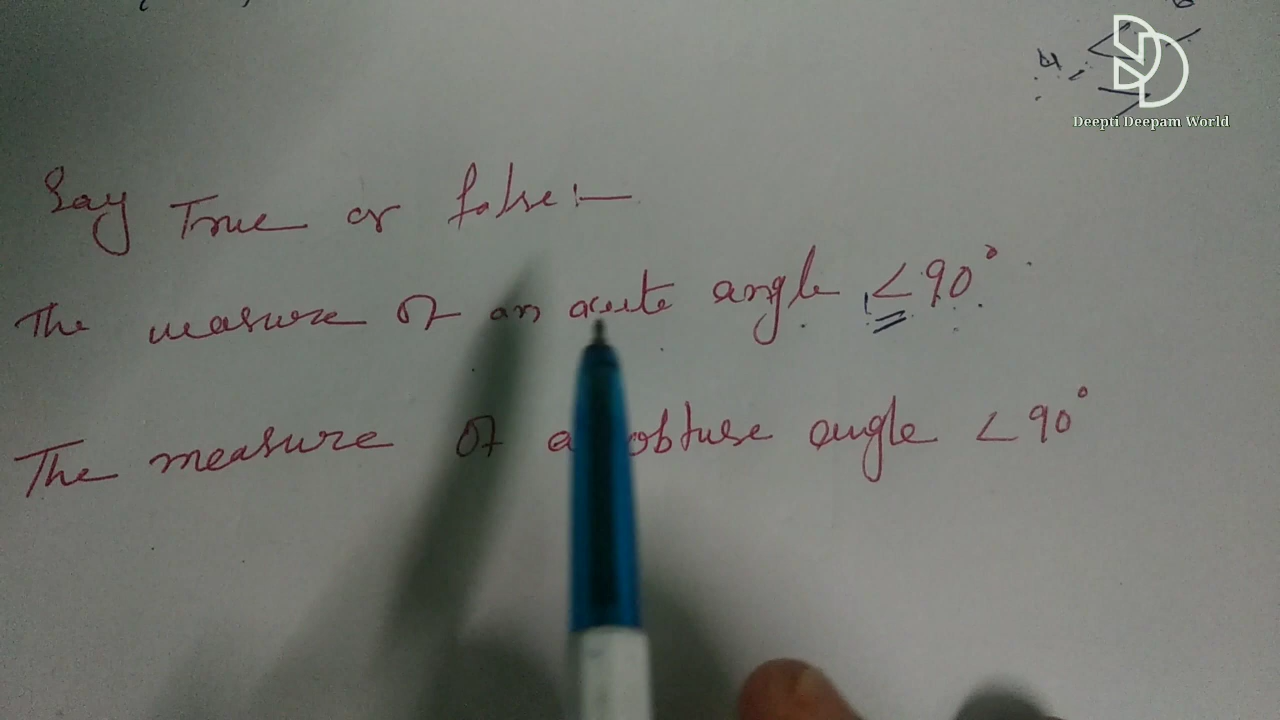 Say True or false:-
The measure of an acute angle < 90°
The measure of a obtuse angle < 90°
Deepti Deepam World